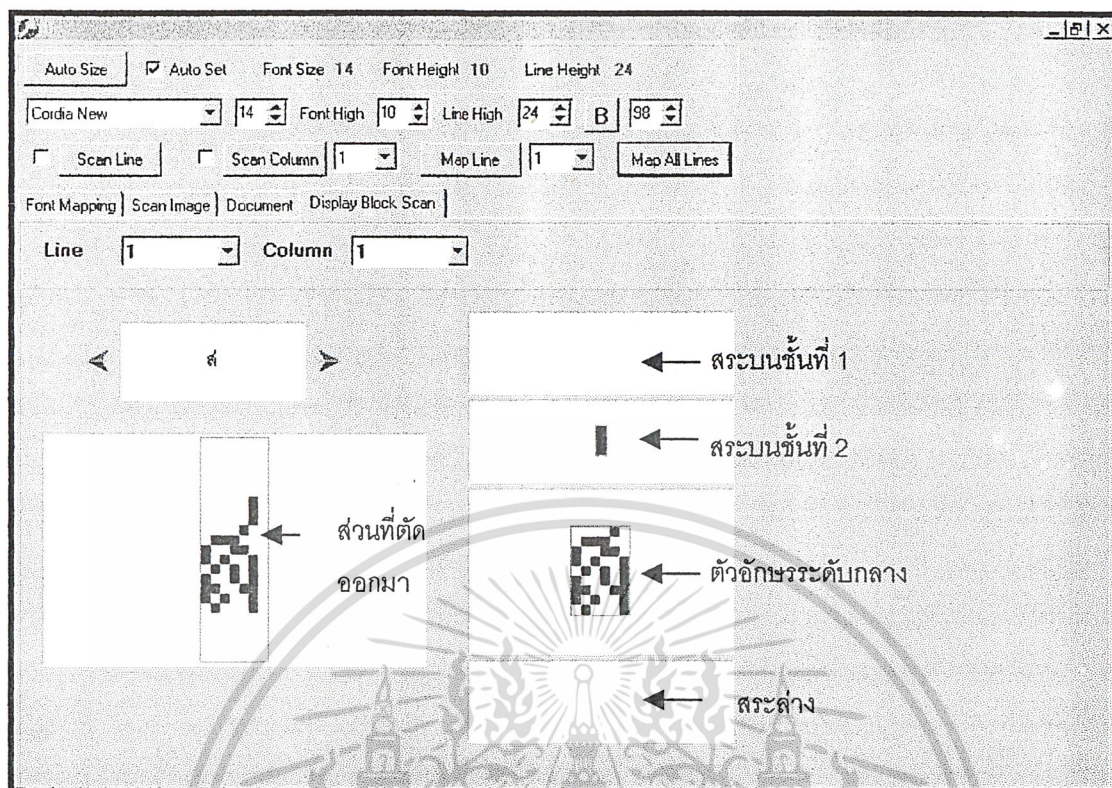 Auto Size Auto Set Font Size 14 Font Height 10 Line Height 24
Cordia New 14 Font High 10 Line High 24 B 98
Scan Line Scan Column 1 Map Line 1 Map All Lines
Font Mapping Scan Image Document Display Block Scan
Line 1 Column 1
ส่
สระบนชั้นที่ 1
สระบนชั้นที่ 2
ส่วนที่ตัด
ออกมา
ตัวอักษรระดับกลาง
สระล่าง